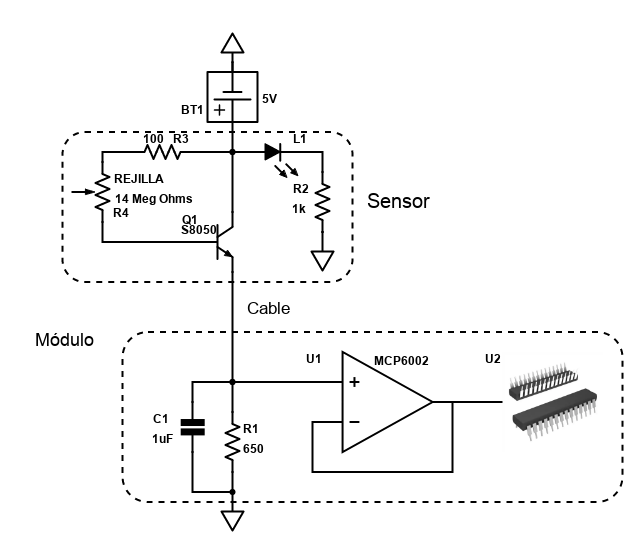 5V
BT1
+
100 R3
L1
REJILLA
14 Meg Ohms
R4
R2
1k
Q1
S8050
Sensor
Cable
Módulo
U1
MCP6002
U2
+
−
C1
1uF
R1
650